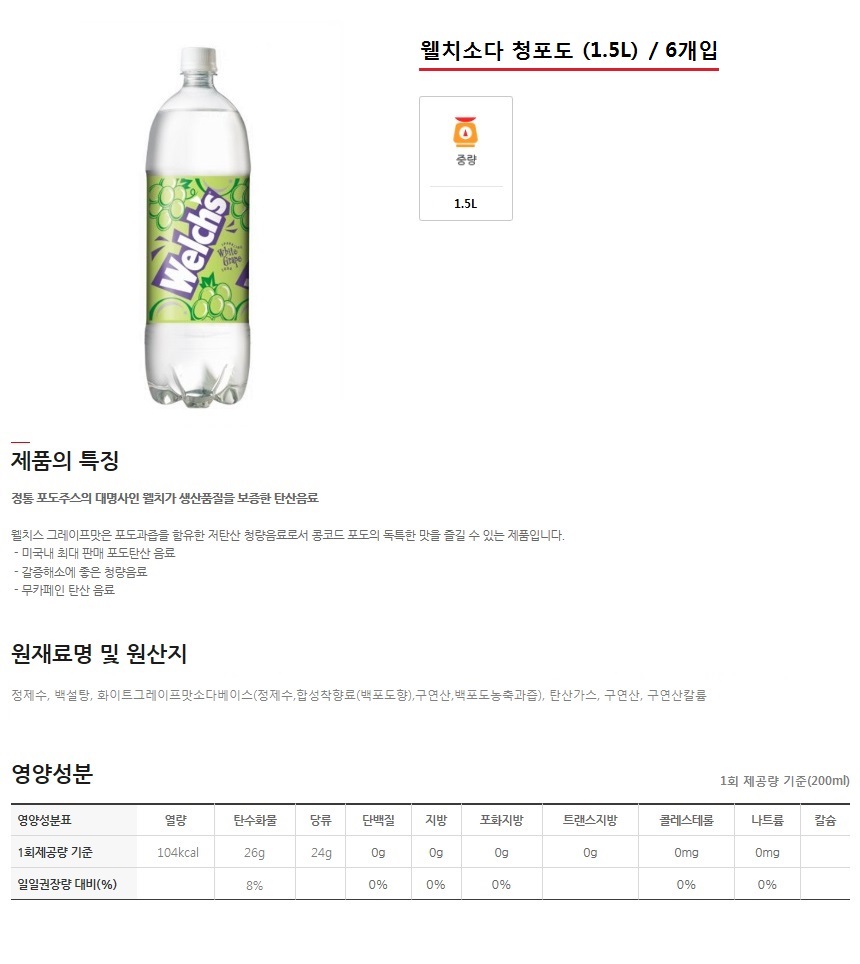 웰치소다 청포도 (1.5L) / 6개입
중량
1.5L
Welch's
White
Grape
제품의 특징
정통 포도주스의 대명사인 웰치가 생산품질을 보증한 탄산음료
웰치스 그레이프맛은 포도과즙을 함유한 저탄산 청량음료로서 콩코드 포도의 독특한 맛을 즐길 수 있는 제품입니다.
- 미국내 최대 판매 포도탄산 음료
- 갈증해소에 좋은 청량음료
- 무카페인 탄산 음료
원재료명 및 원산지
정제수, 백설탕, 화이트그레이프맛소다베이스(정제수,합성착향료(백포도향),구연산,백포도농축과즙), 탄산가스, 구연산, 구연산칼륨
영양성분
1회 제공량 기준(200ml)
영양성분표 열량 탄수화물 당류 단백질 지방 포화지방 트랜스지방 콜레스테롤 나트륨 칼슘
1회제공량 기준 104kcal 26g 24g 0g 0g 0g 0g 0mg 0mg
일일권장량 대비(%) 8% 0% 0% 0% 0% 0%